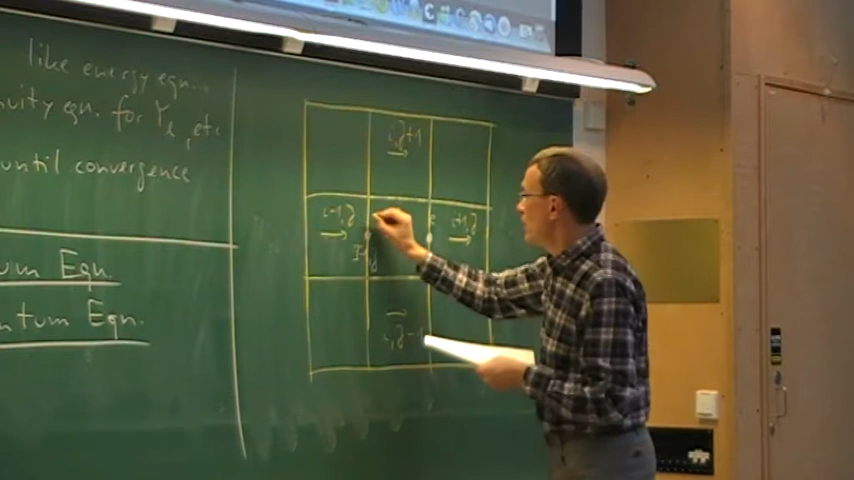 like energy eqn...
nuity eqn. for Y, etc
until convergence
um Eqn.
ntum Eqn.
i,j+1
i-1,j
i+1,j
I-1,j
i,j-1